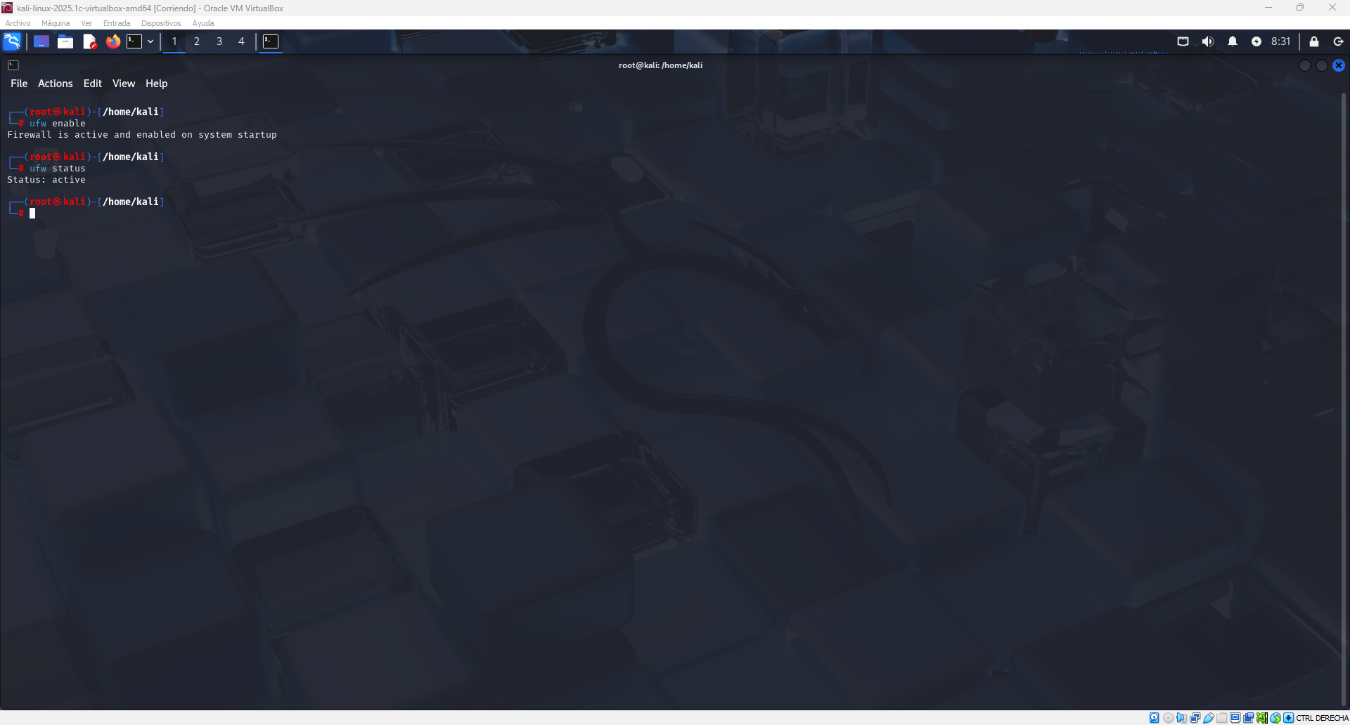 kali-linux-2025.1c-virtualbox-amd64 [Corriendo] - Oracle VM VirtualBox
Archivo Máquina Ver Entrada Dispositivos Ayuda
1 2 3 4 8:31
root@kali: /home/kali
File Actions Edit View Help
┌──(root㉿kali)-[/home/kali]
└─# ufw enable
Firewall is active and enabled on system startup
┌──(root㉿kali)-[/home/kali]
└─# ufw status
Status: active
┌──(root㉿kali)-[/home/kali]
└─#
CTRL DERECHA